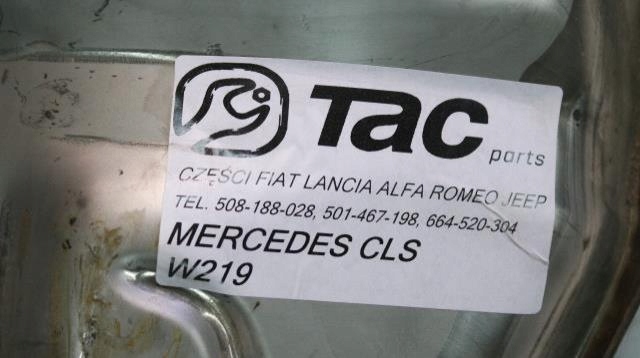 TAC
parts
CZĘŚCI FIAT LANCIA ALFA ROMEO JEEP
TEL. 508-188-028, 501-467-198, 664-520-304
MERCEDES CLS
W219